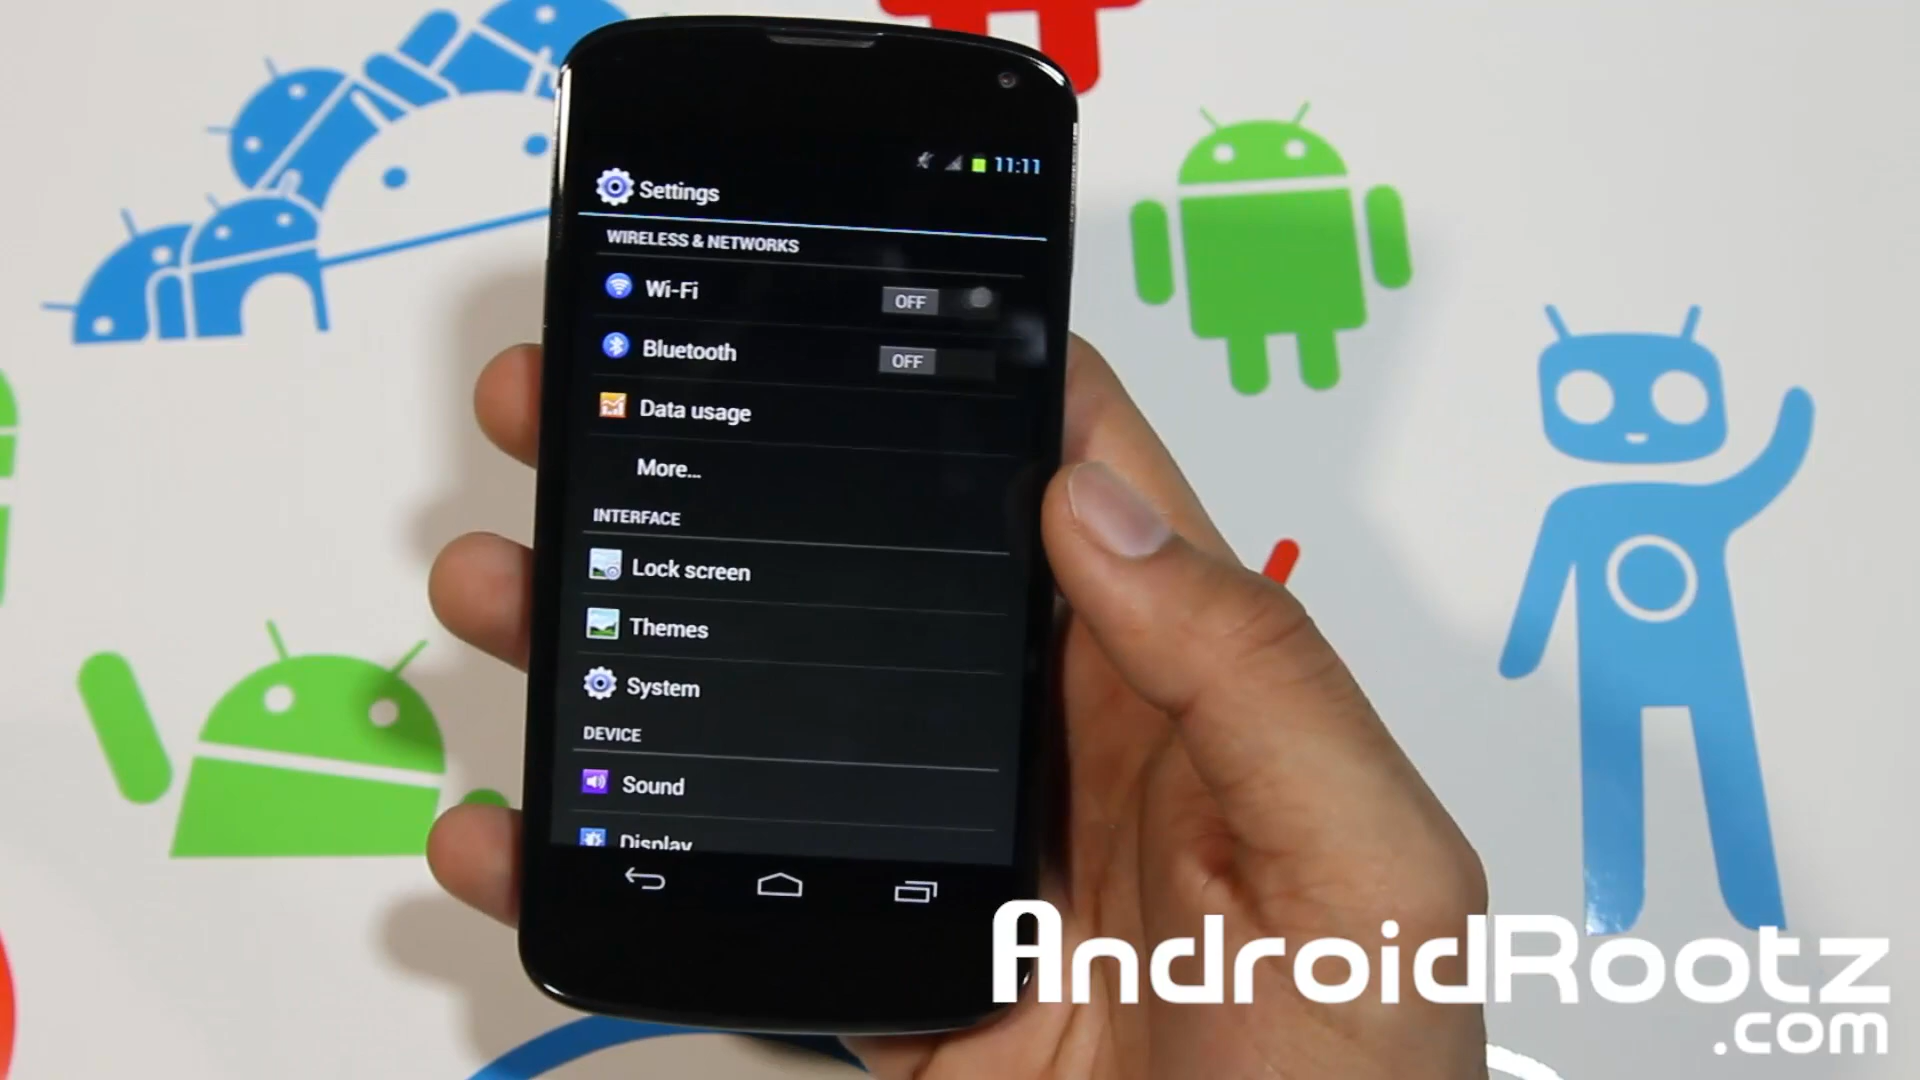 11:11
Settings
WIRELESS & NETWORKS
Wi-Fi OFF
Bluetooth OFF
Data usage
More...
INTERFACE
Lock screen
Themes
System
DEVICE
Sound
Display
AndroidRootz
.com